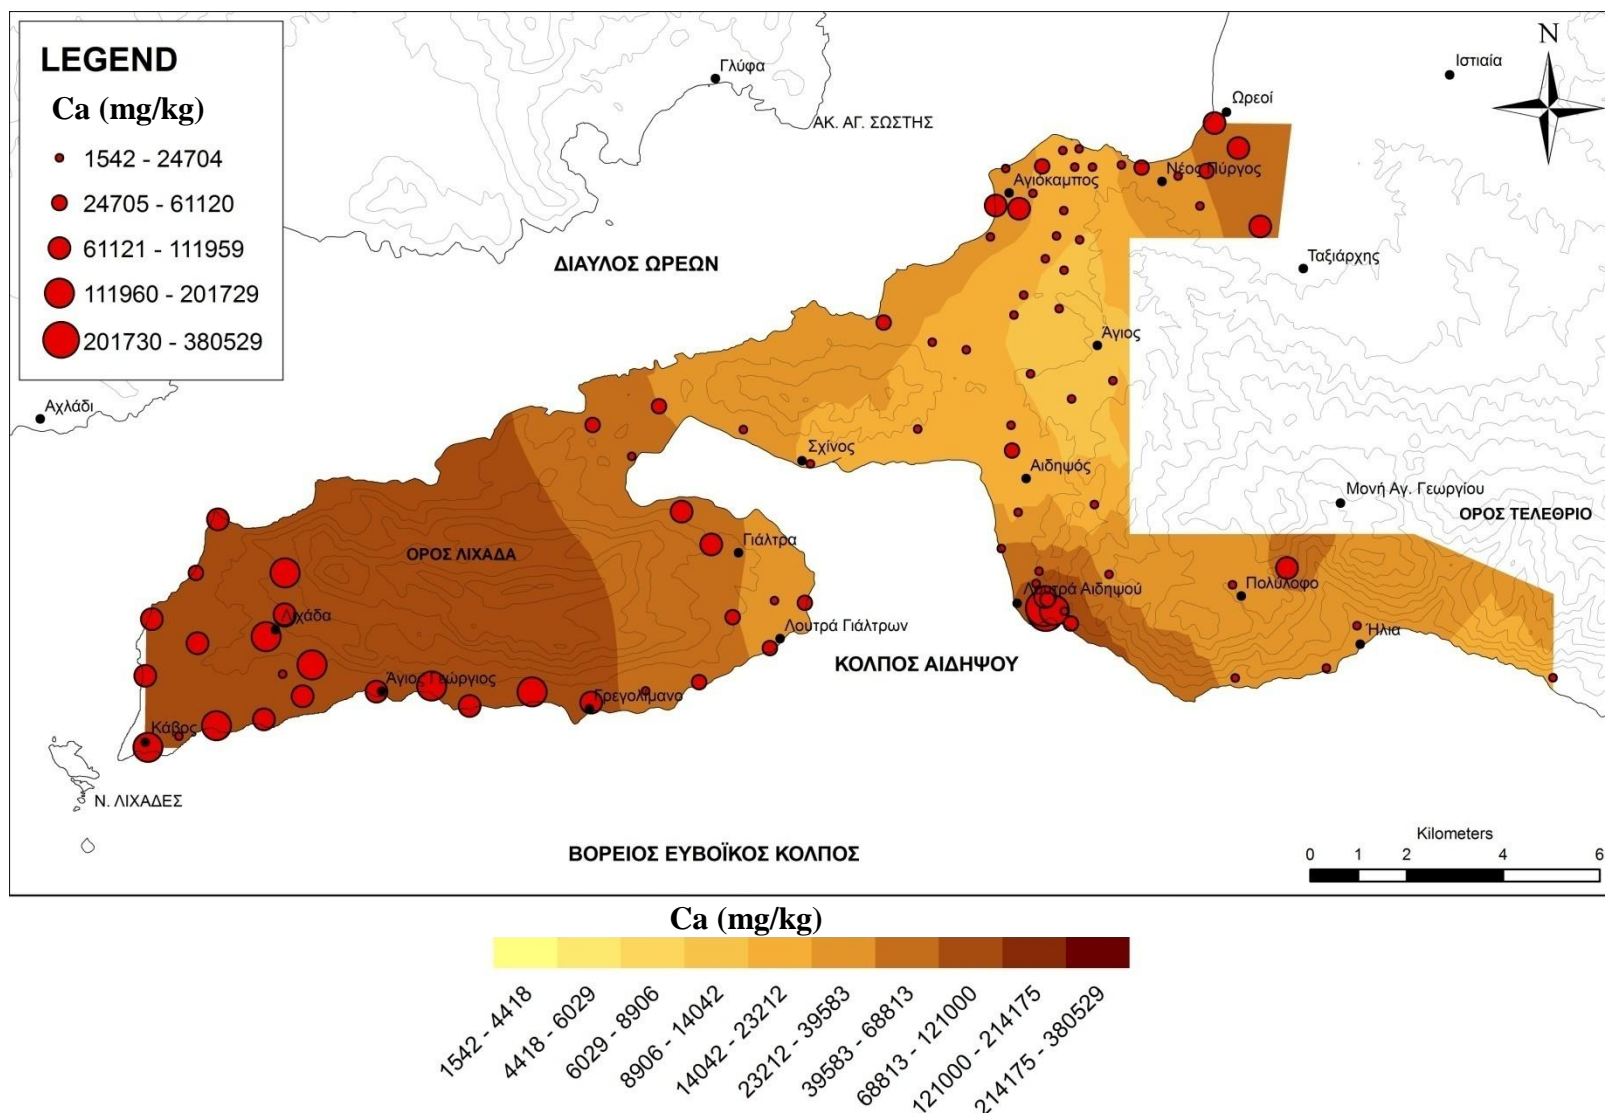 LEGEND
Ca (mg/kg)
1542 - 24704
24705 - 61120
61121 - 111959
111960 - 201729
201730 - 380529
N
Γλύφα
Ιστιαία
Ωρεοί
ΑΚ. ΑΓ. ΣΩΣΤΗΣ
Αγιόκαμπος
Νέος Πύργος
ΔΙΑΥΛΟΣ ΩΡΕΩΝ
Ταξιάρχης
Άγιος
Αχλάδι
Σχίνος
Αιδηψός
Μονή Αγ. Γεωργίου
ΟΡΟΣ ΤΕΛΕΘΡΙΟ
ΟΡΟΣ ΛΙΧΑΔΑ
Γιάλτρα
Λουτρά Αιδηψού
Πολύλοφο
Λιχάδα
Λουτρά Γιάλτρων
Ήλια
ΚΟΛΠΟΣ ΑΙΔΗΨΟΥ
Άγιος Γεώργιος
Γρεγολίμανο
Κάβος
Ν. ΛΙΧΑΔΕΣ
ΒΟΡΕΙΟΣ ΕΥΒΟΪΚΟΣ ΚΟΛΠΟΣ
Kilometers
0 1 2 4 6
Ca (mg/kg)
1542 - 4418
4418 - 6029
6029 - 8906
8906 - 14042
14042 - 23212
23212 - 39583
39583 - 68813
68813 - 121000
121000 - 214175
214175 - 380529